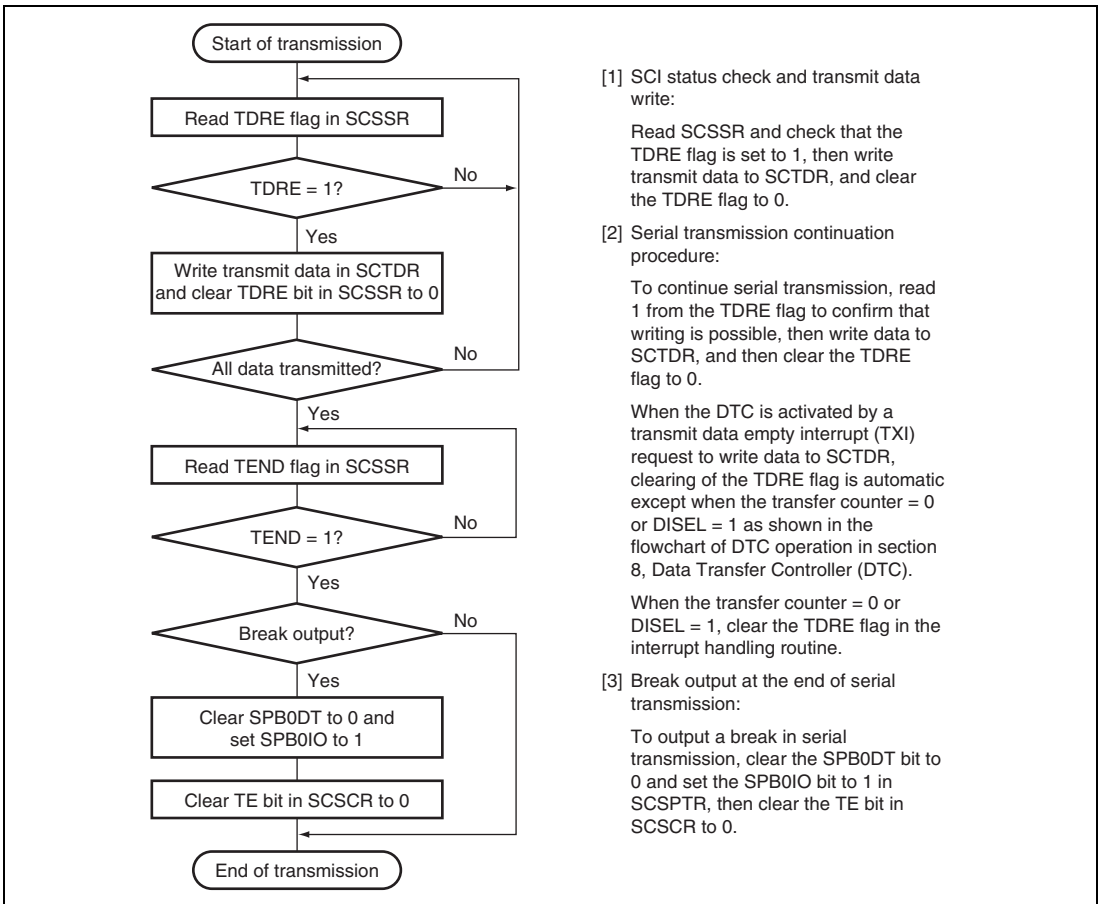 Start of transmission
Read TDRE flag in SCSSR
TDRE = 1?
No
Yes
Write transmit data in SCTDR
and clear TDRE bit in SCSSR to 0
All data transmitted?
No
Yes
Read TEND flag in SCSSR
TEND = 1?
No
Yes
Break output?
No
Yes
Clear SPB0DT to 0 and
set SPB0IO to 1
Clear TE bit in SCSCR to 0
End of transmission
[1] SCI status check and transmit data
write:
Read SCSSR and check that the
TDRE flag is set to 1, then write
transmit data to SCTDR, and clear
the TDRE flag to 0.
[2] Serial transmission continuation
procedure:
To continue serial transmission, read
1 from the TDRE flag to confirm that
writing is possible, then write data to
SCTDR, and then clear the TDRE
flag to 0.
When the DTC is activated by a
transmit data empty interrupt (TXI)
request to write data to SCTDR,
clearing of the TDRE flag is automatic
except when the transfer counter = 0
or DISEL = 1 as shown in the
flowchart of DTC operation in section
8, Data Transfer Controller (DTC).
When the transfer counter = 0 or
DISEL = 1, clear the TDRE flag in the
interrupt handling routine.
[3] Break output at the end of serial
transmission:
To output a break in serial
transmission, clear the SPB0DT bit to
0 and set the SPB0IO bit to 1 in
SCSPTR, then clear the TE bit in
SCSCR to 0.